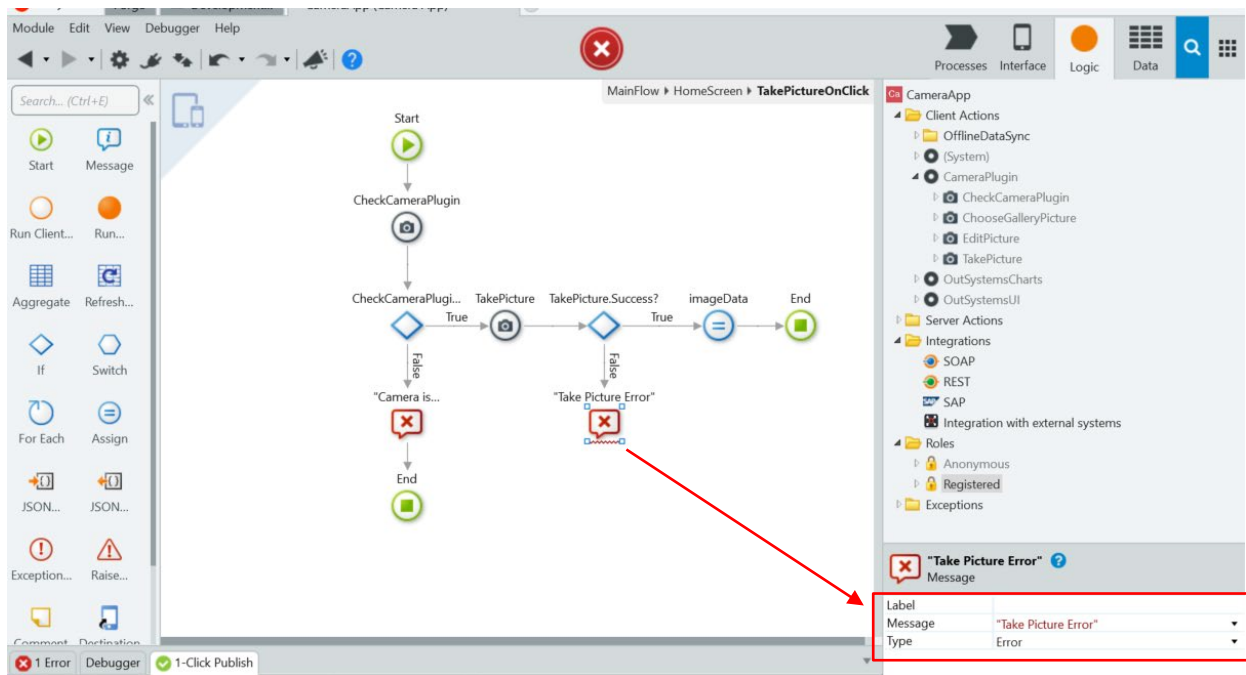 Module Edit View Debugger Help
Processes Interface Logic Data
Search... (Ctrl+E)
Start Message
Run Client... Run...
Aggregate Refresh...
If Switch
For Each Assign
JSON... JSON...
Exception... Raise...
Comment Destination
MainFlow HomeScreen TakePictureOnClick
Start
CheckCameraPlugin
CheckCameraPlugi... TakePicture TakePicture.Success? imageData End
True True
False False
"Camera is... "Take Picture Error"
End
Ca CameraApp
Client Actions
OfflineDataSync
(System)
CameraPlugin
CheckCameraPlugin
ChooseGalleryPicture
EditPicture
TakePicture
OutSystemsCharts
OutSystemsUI
Server Actions
Integrations
SOAP
REST
SAP SAP
Integration with external systems
Roles
Anonymous
Registered
Exceptions
"Take Picture Error" ?
Message
Label
Message "Take Picture Error"
Type Error
1 Error Debugger 1-Click Publish